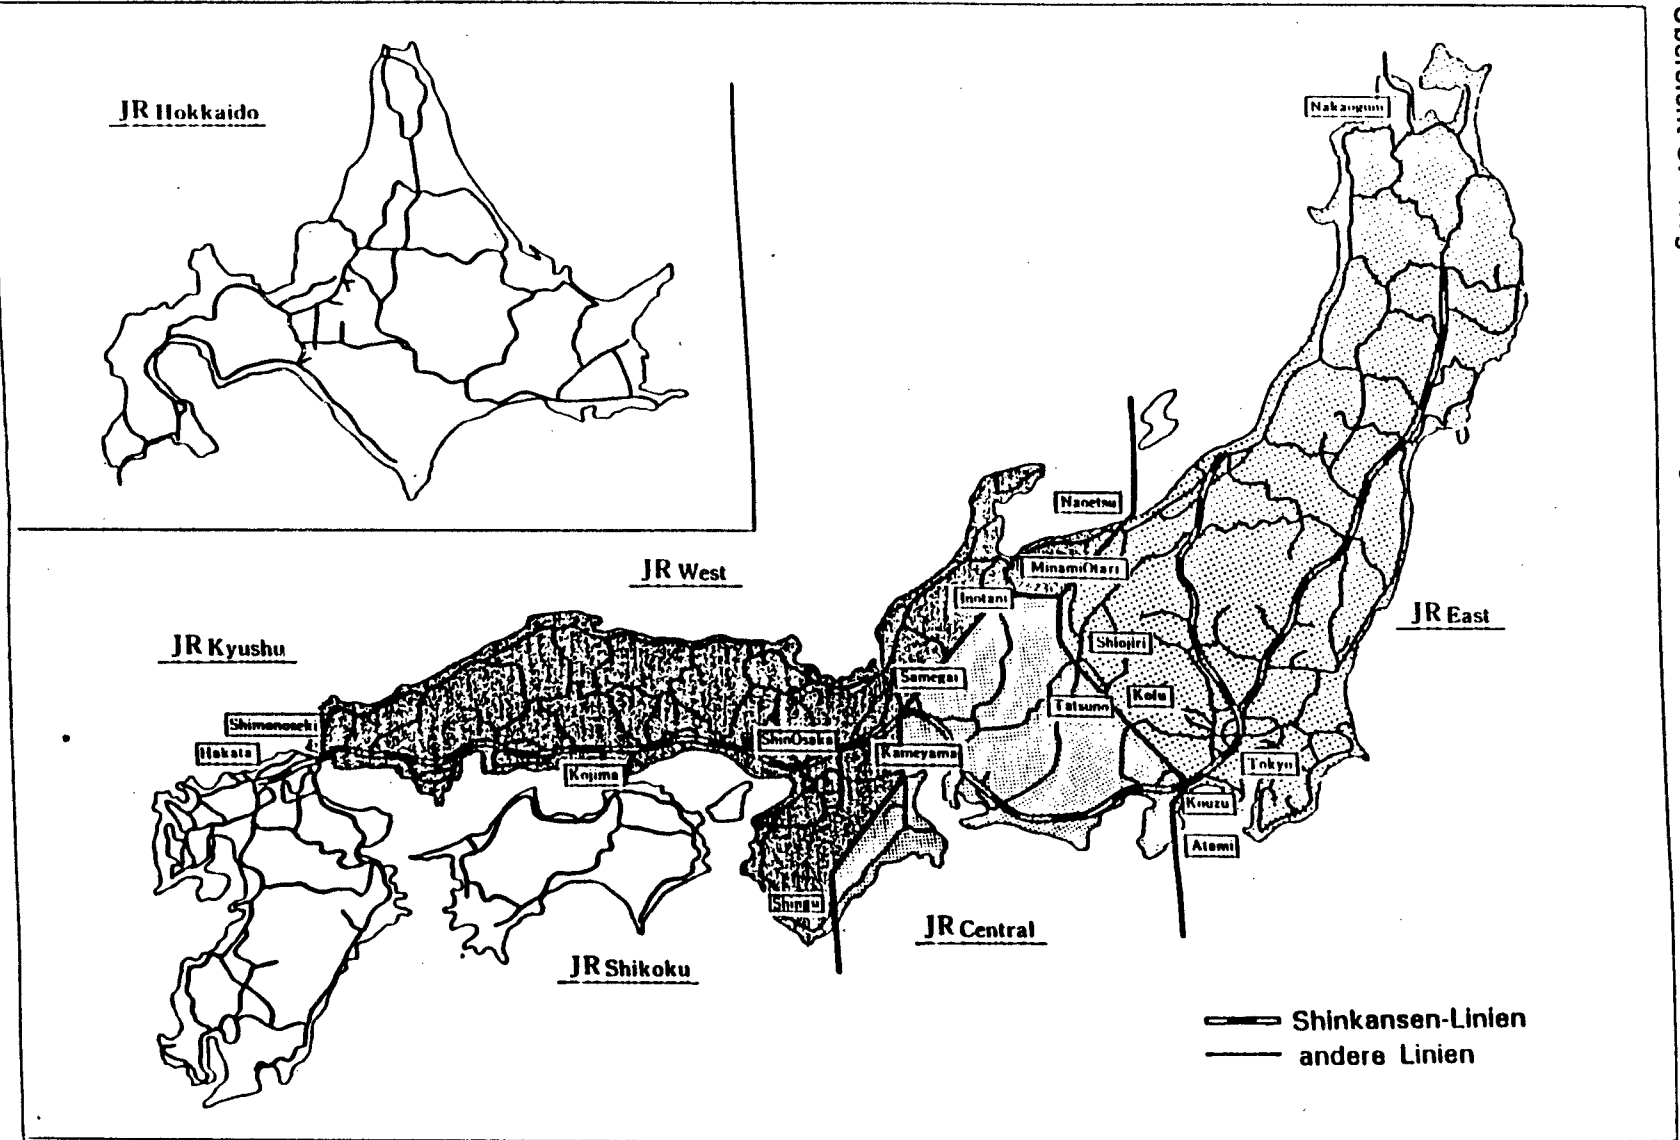 JR Hokkaido
Nanetsu
JR West
MinamiOtari
Inotani
JR East
JR Kyushu
Shiojiri
Samegai
Kofu
Tatsuno
Shimonoseki
Hakata
ShinOsaka
Kameyama
Kojima
Tokyo
Kouzu
Atami
Shingu
JR Central
JR Shikoku
Shinkansen-Linien
andere Linien